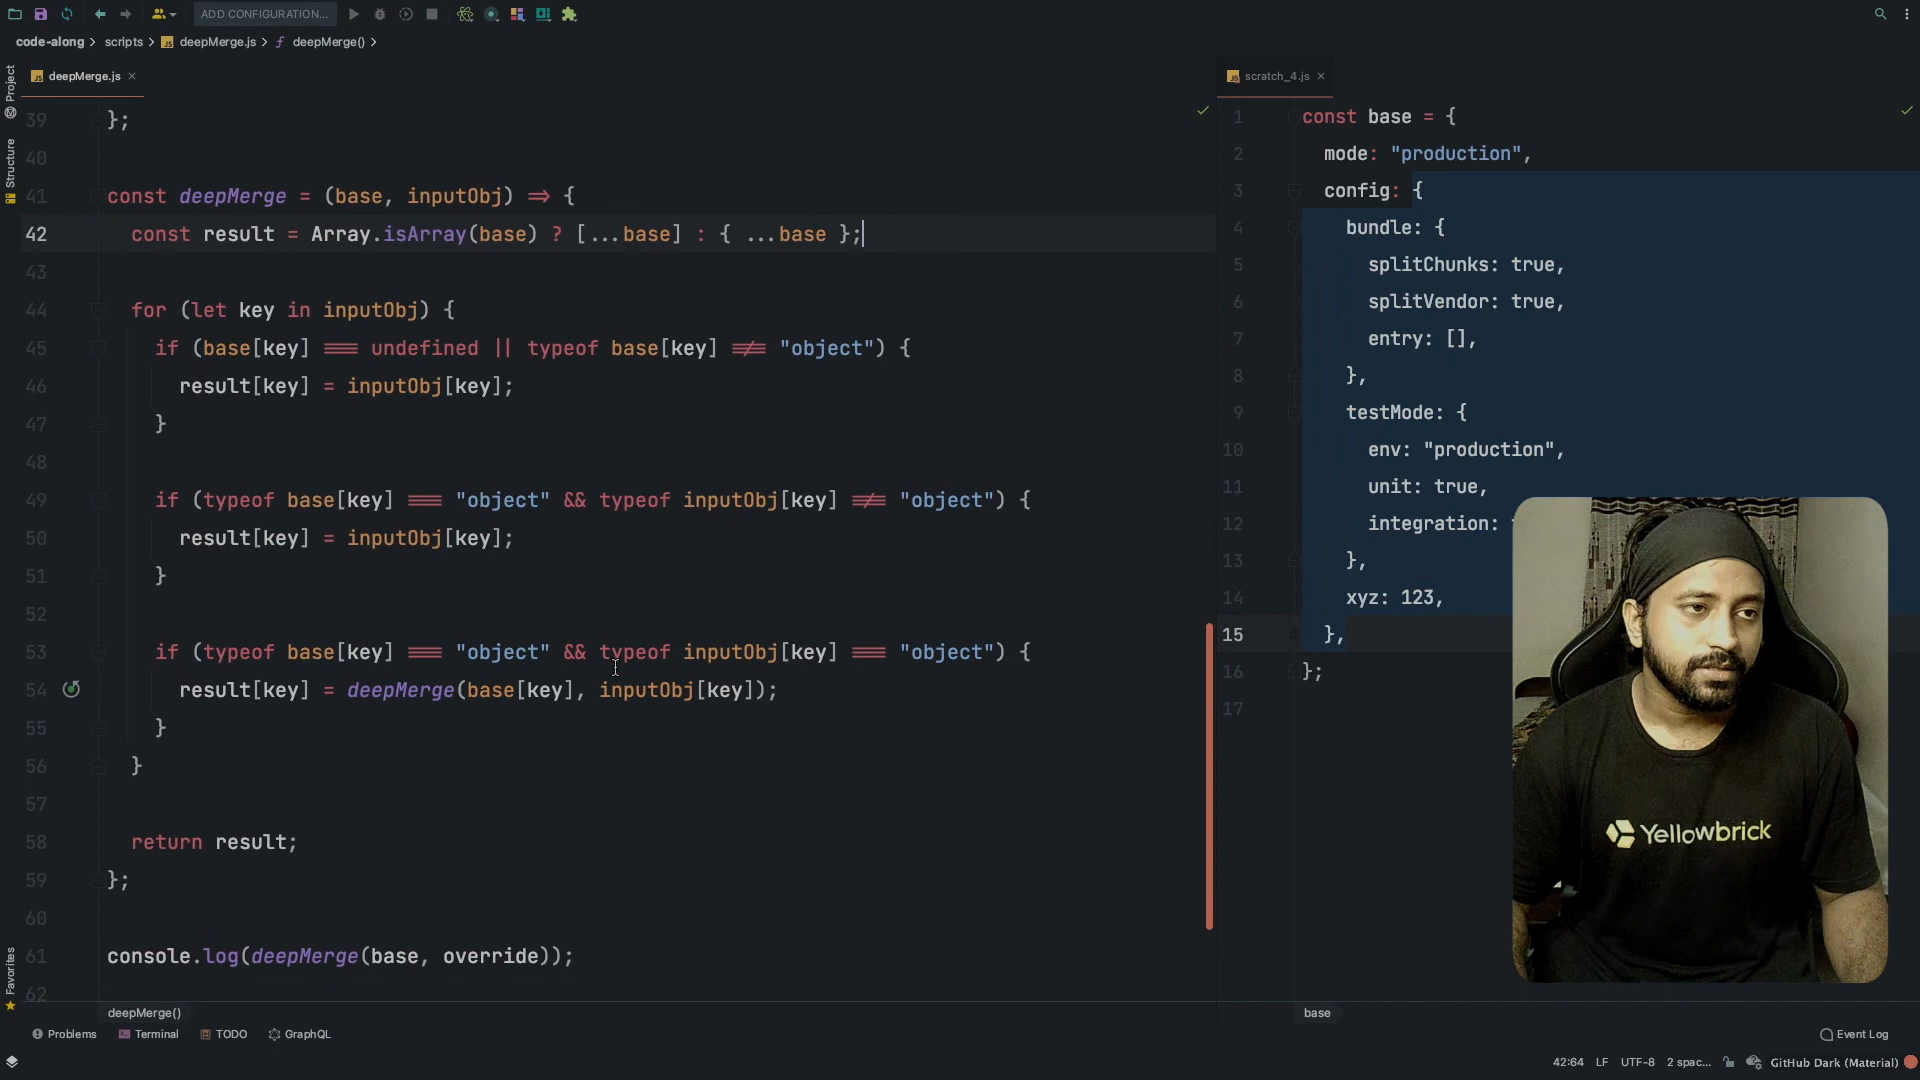 ADD CONFIGURATION...
code-along
scripts
deepMerge.js
deepMerge()
Project
Structure
Favorites
deepMerge.js
39 };
40
41 const deepMerge = (base, inputObj) => {
42 const result = Array.isArray(base) ? [...base] : { ...base };
43
44 for (let key in inputObj) {
45 if (base[key] === undefined || typeof base[key] !== "object") {
46 result[key] = inputObj[key];
47 }
48
49 if (typeof base[key] === "object" && typeof inputObj[key] !== "object") {
50 result[key] = inputObj[key];
51 }
52
53 if (typeof base[key] === "object" && typeof inputObj[key] === "object") {
54 result[key] = deepMerge(base[key], inputObj[key]);
55 }
56 }
57
58 return result;
59 };
60
61 console.log(deepMerge(base, override));
62
deepMerge()
scratch_4.js
1 const base = {
2 mode: "production",
3 config: {
4 bundle: {
5 splitChunks: true,
6 splitVendor: true,
7 entry: [],
8 },
9 testMode: {
10 env: "production",
11 unit: true,
12 integration:
13 },
14 xyz: 123,
15 },
16 };
17
Yellowbrick
base
Problems
Terminal
TODO
GraphQL
Event Log
42:64 LF UTF-8 2 spac... GitHub Dark (Material)